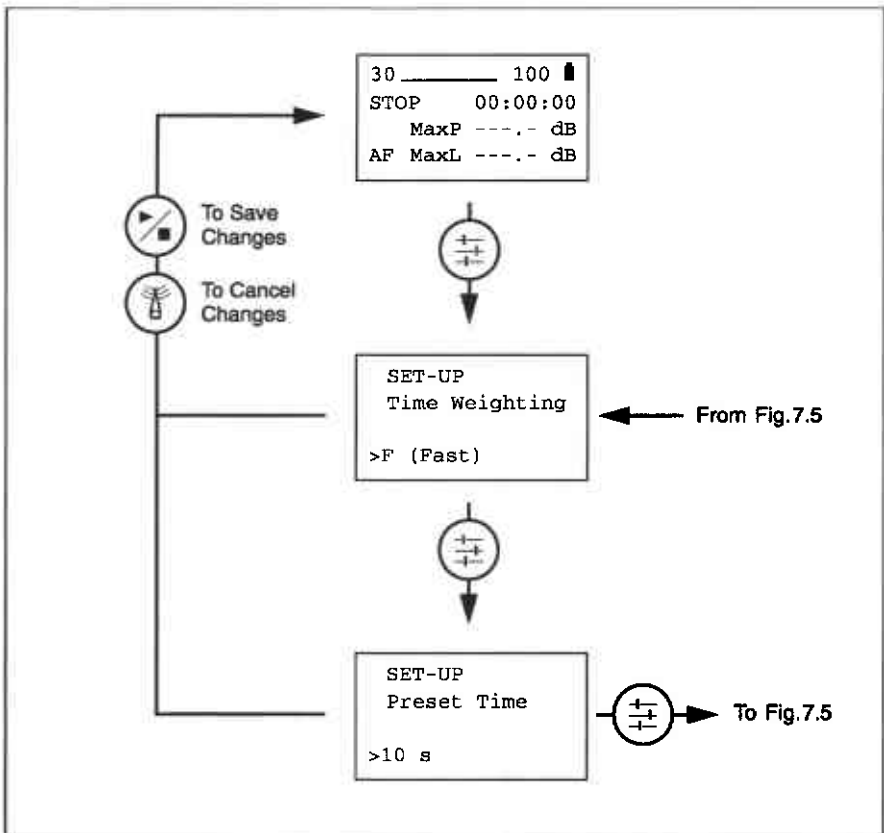 30 ________ 100
STOP 00:00:00
MaxP ---.- dB
AF MaxL ---.- dB
To Save
Changes
To Cancel
Changes
SET-UP
Time Weighting
>F (Fast)
From Fig.7.5
SET-UP
Preset Time
>10 s
To Fig.7.5